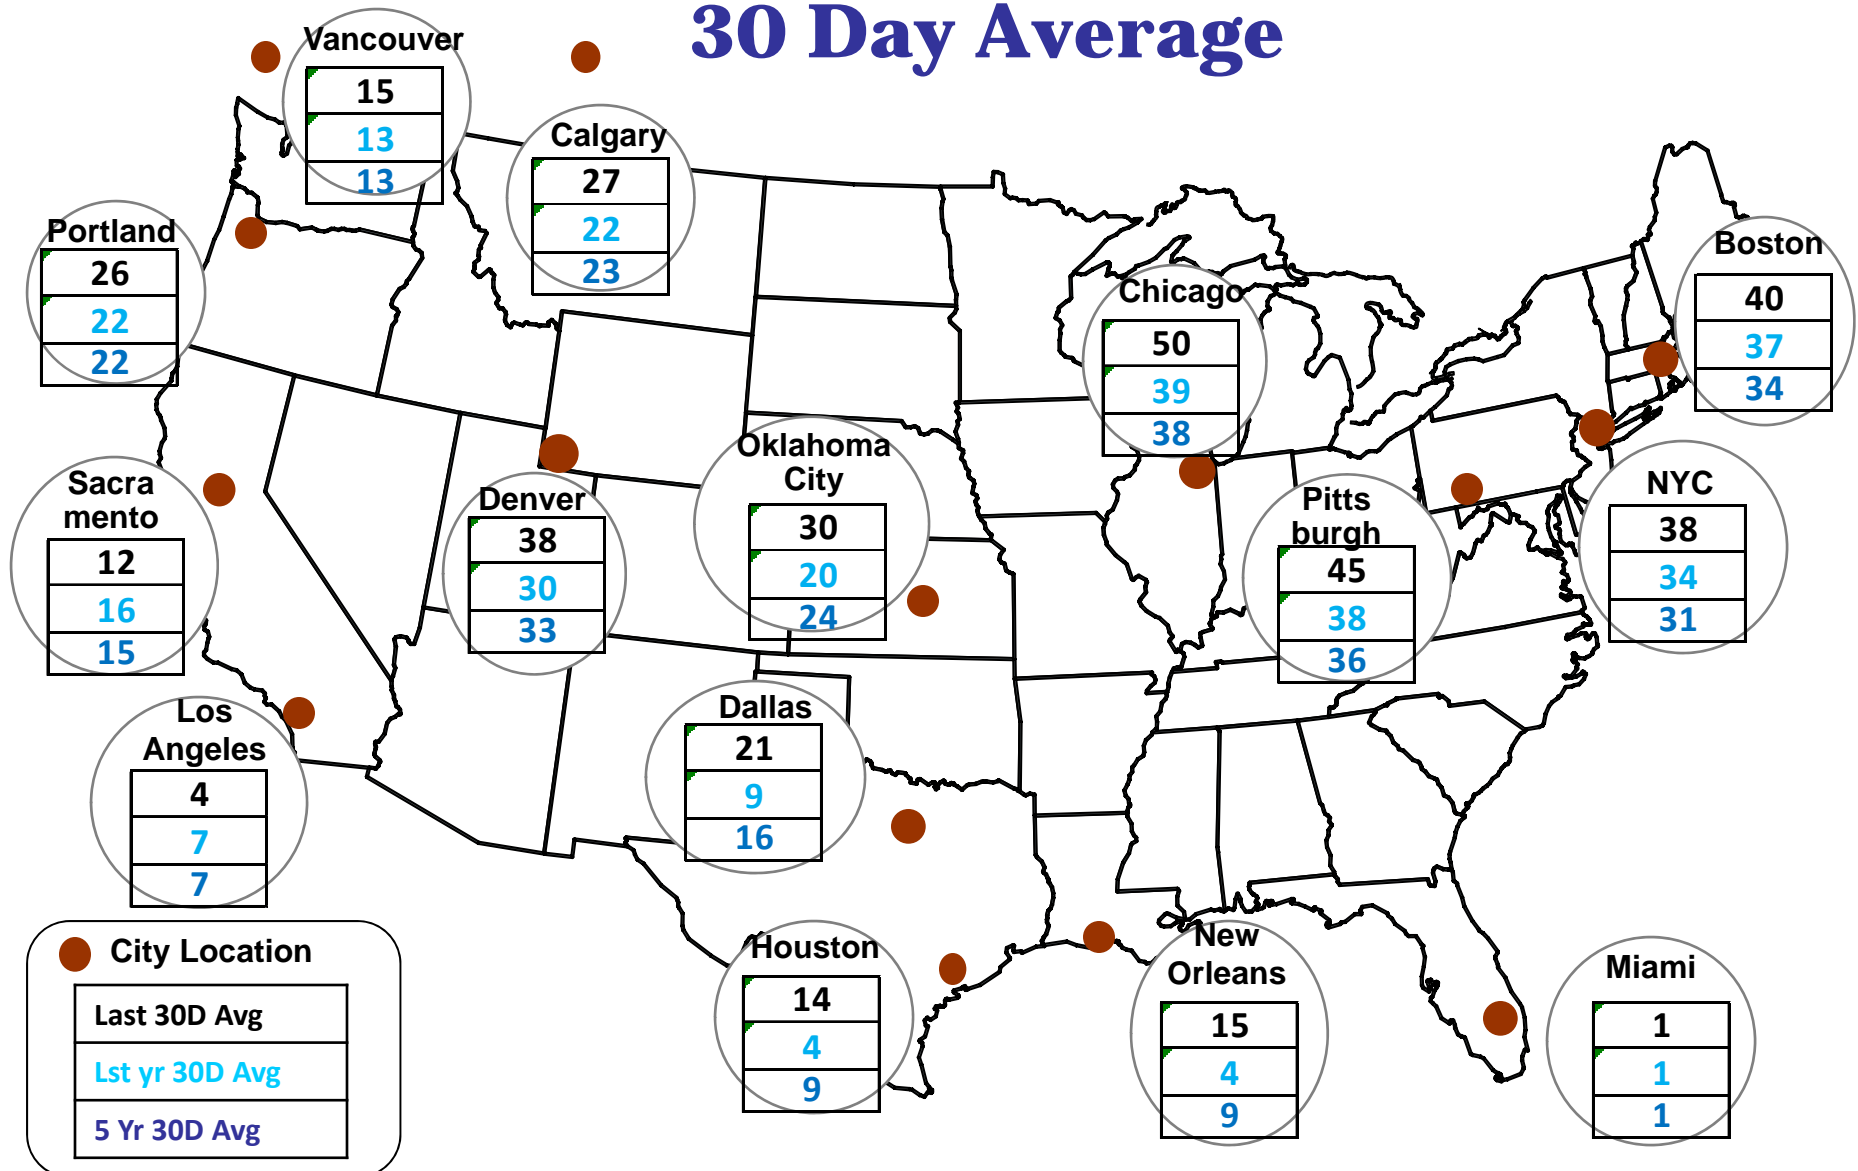 30 Day Average
Vancouver
15
13
13
Calgary
27
22
23
Portland
26
22
22
Boston
40
37
34
Chicago
50
39
38
Oklahoma
City
30
20
24
Sacra
mento
12
16
15
Denver
38
30
33
Pitts
burgh
45
38
36
NYC
38
34
31
Los
Angeles
4
7
7
Dallas
21
9
16
Houston
14
4
9
New
Orleans
15
4
9
Miami
1
1
1
City Location
Last 30D Avg
Lst yr 30D Avg
5 Yr 30D Avg